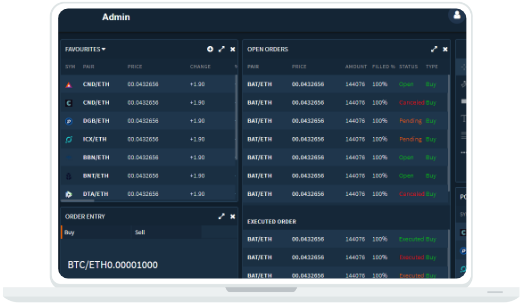 Admin
FAVOURITES
SYM PAIR PRICE CHANGE
CND/ETH 00.0432656 +1.90
CND/ETH 00.0432656 +1.90
DGB/ETH 00.0432656 +1.90
ICX/ETH 00.0432656 +1.90
BBN/ETH 00.0432656 +1.90
BNT/ETH 00.0432656 +1.90
DTA/ETH 00.0432656 +1.90
ORDER ENTRY
Buy Sell
BTC/ETH0.00001000
OPEN ORDERS
PAIR PRICE AMOUNT FILLED % STATUS TYPE
BAT/ETH 00.0432656 144076 100% Open Buy
BAT/ETH 00.0432656 144076 100% Canceled Buy
BAT/ETH 00.0432656 144076 100% Pending Buy
BAT/ETH 00.0432656 144076 100% Pending Buy
BAT/ETH 00.0432656 144076 100% Open Buy
BAT/ETH 00.0432656 144076 100% Open Buy
BAT/ETH 00.0432656 144076 100% Canceled Buy
EXECUTED ORDER
BAT/ETH 00.0432656 144076 100% Executed Buy
BAT/ETH 00.0432656 144076 100% Executed Buy
BAT/ETH 00.0432656 144076 100% Executed Buy